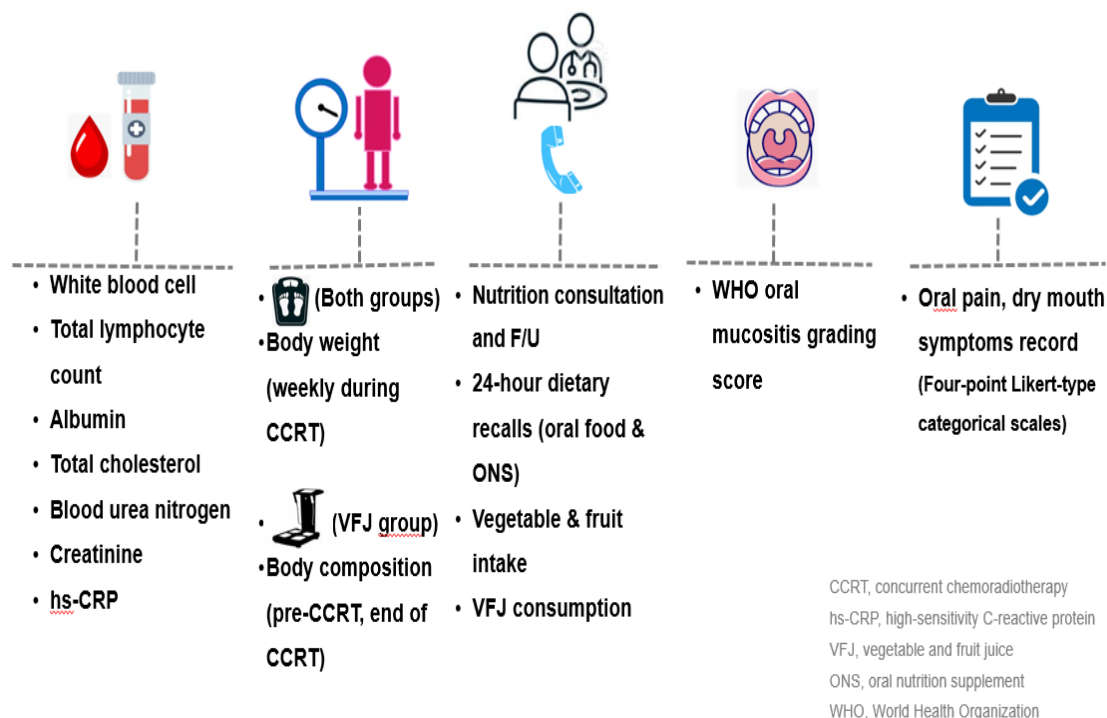 • White blood cell
• Total lymphocyte
count
• Albumin
• Total cholesterol
• Blood urea nitrogen
• Creatinine
• hs-CRP
• (Both groups)
•Body weight
(weekly during
CCRT)
• (VFJ group)
•Body composition
(pre-CCRT, end of
CCRT)
• Nutrition consultation
and F/U
• 24-hour dietary
recalls (oral food &
ONS)
• Vegetable & fruit
intake
• VFJ consumption
• WHO oral
mucositis grading
score
• Oral pain, dry mouth
symptoms record
(Four-point Likert-type
categorical scales)
CCRT, concurrent chemoradiotherapy
hs-CRP, high-sensitivity C-reactive protein
VFJ, vegetable and fruit juice
ONS, oral nutrition supplement
WHO, World Health Organization